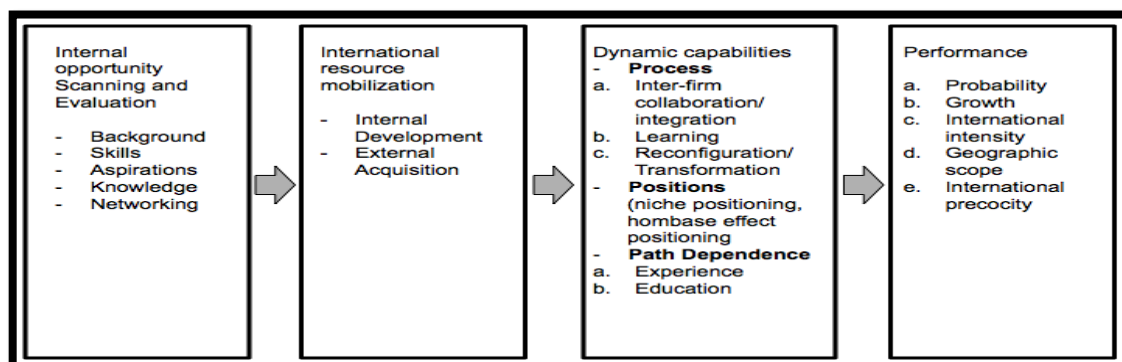 Internal
opportunity
Scanning and
Evaluation
- Background
- Skills
- Aspirations
- Knowledge
- Networking
International
resource
mobilization
- Internal
Development
- External
Acquisition
Dynamic capabilities
- Process
a. Inter-firm
collaboration/
integration
b. Learning
c. Reconfiguration/
Transformation
- Positions
(niche positioning,
hombase effect
positioning
- Path Dependence
a. Experience
b. Education
Performance
a. Probability
b. Growth
c. International
intensity
d. Geographic
scope
e. International
precocity